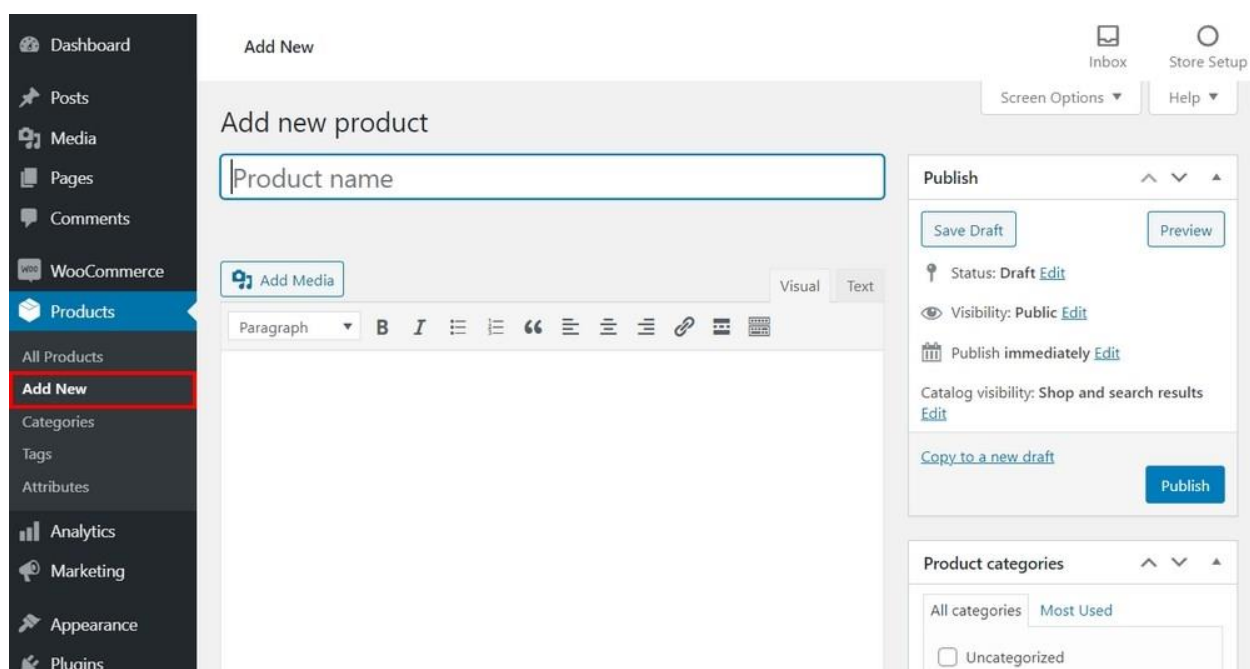 Dashboard
Posts
Media
Pages
Comments
WOO WooCommerce
Products
All Products
Add New
Categories
Tags
Attributes
Analytics
Marketing
Appearance
Plugins
Add New
Inbox
Store Setup
Screen Options ▼
Help ▼
Add new product
Product name
Add Media
Visual
Text
Paragraph ▼ B I
Publish
Save Draft
Preview
Status: Draft Edit
Visibility: Public Edit
Publish immediately Edit
Catalog visibility: Shop and search results
Edit
Copy to a new draft
Publish
Product categories
All categories Most Used
Uncategorized